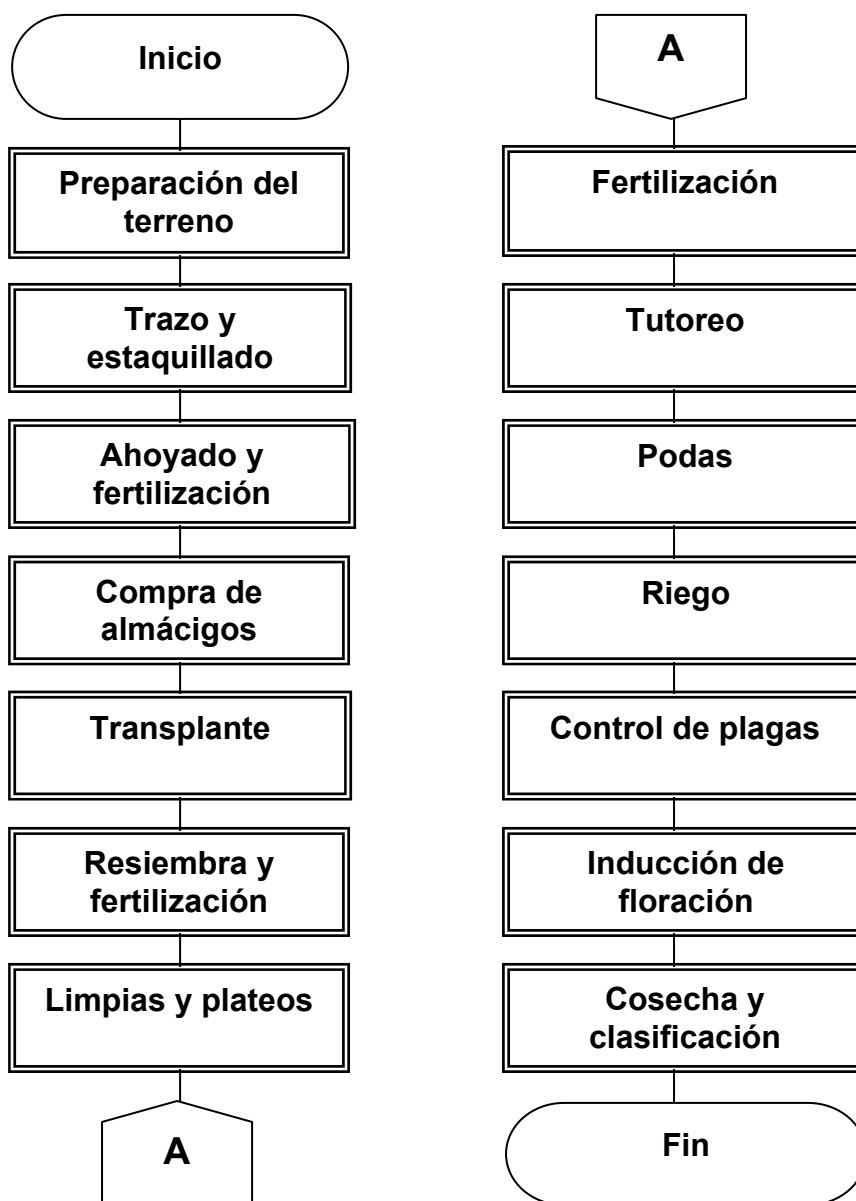 Inicio
Preparación del
terreno
Trazo y
estaquillado
Ahoyado y
fertilización
Compra de
almácigos
Transplante
Resiembra y
fertilización
Limpias y plateos
A
A
Fertilización
Tutoreo
Podas
Riego
Control de plagas
Inducción de
floración
Cosecha y
clasificación
Fin